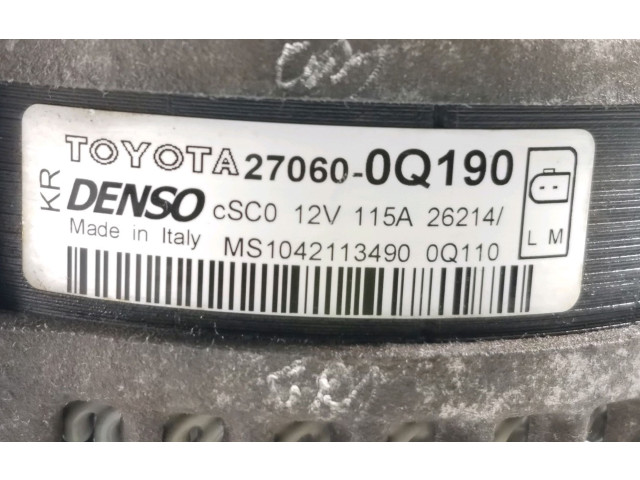 KR
TOYOTA 27060-0Q190
DENSO cSC0 12V 115A 26214/
Made in Italy MS1042113490 0Q110
L M